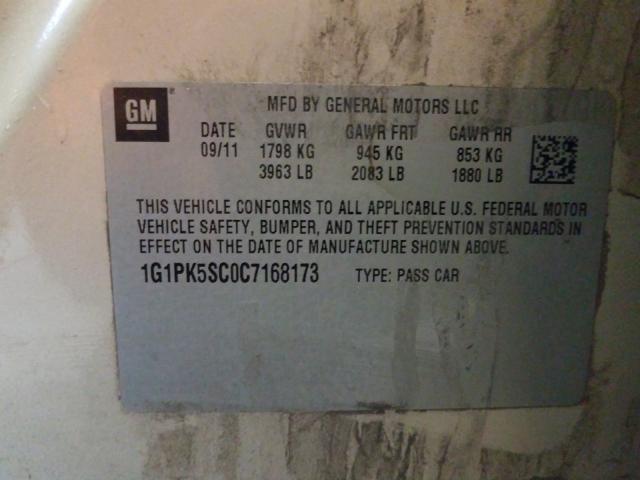 GM
MFD BY GENERAL MOTORS LLC
DATE GVWR GAWR FRT GAWR RR
09/11 1798 KG 945 KG 853 KG
3963 LB 2083 LB 1880 LB
THIS VEHICLE CONFORMS TO ALL APPLICABLE U.S. FEDERAL MOTOR
VEHICLE SAFETY, BUMPER, AND THEFT PREVENTION STANDARDS IN
EFFECT ON THE DATE OF MANUFACTURE SHOWN ABOVE.
1G1PK5SC0C7168173 TYPE: PASS CAR